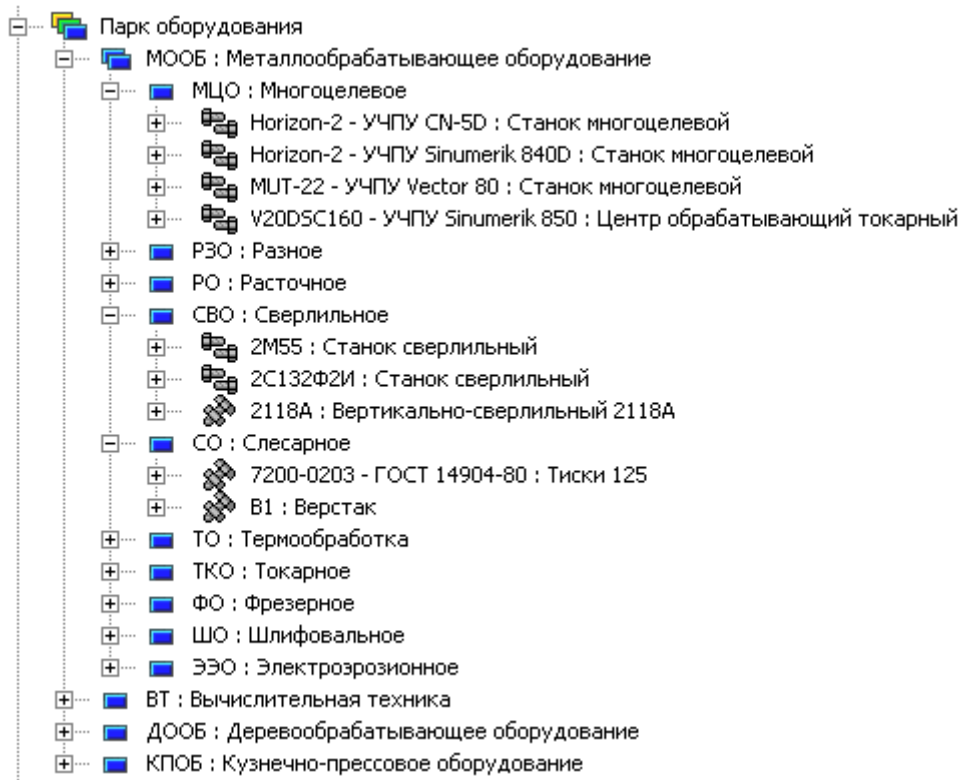 Парк оборудования
МООБ : Металлообрабатывающее оборудование
МЦО : Многоцелевое
Horizon-2 - УЧПУ CN-5D : Станок многоцелевой
Horizon-2 - УЧПУ Sinumerik 840D : Станок многоцелевой
MUT-22 - УЧПУ Vector 80 : Станок многоцелевой
V20DSC160 - УЧПУ Sinumerik 850 : Центр обрабатывающий токарный
РЗО : Разное
РО : Расточное
СВО : Сверлильное
2М55 : Станок сверлильный
2С132Ф2И : Станок сверлильный
2118А : Вертикально-сверлильный 2118А
СО : Слесарное
7200-0203 - ГОСТ 14904-80 : Тиски 125
В1 : Верстак
ТО : Термообработка
ТКО : Токарное
ФО : Фрезерное
ШО : Шлифовальное
ЭЭО : Электроэрозионное
ВТ : Вычислительная техника
ДООБ : Деревообрабатывающее оборудование
КПОБ : Кузнечно-прессовое оборудование